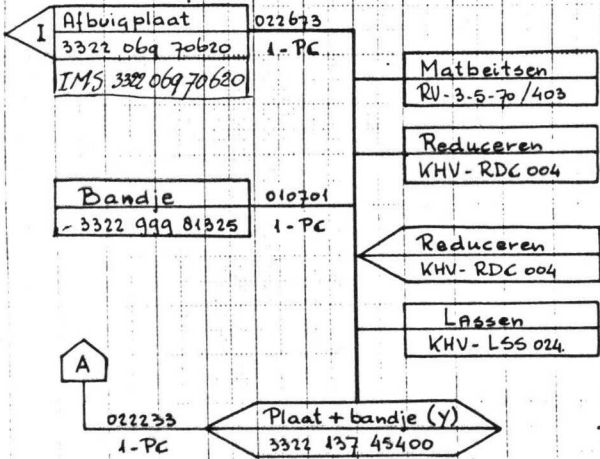 I
Afbuigplaat
3322 069 70620
IMS 3322 069 70620
022673
1-PC
Matbeitsen
RV-3-5-70/403
Reduceren
KHV-RDC 004
Bandje
- 3322 999 81325
010701
1-PC
Reduceren
KHV-RDC 004
Lassen
KHV-LSS 024.
A
022233
1-PC
Plaat + bandje (Y)
3322 137 45400